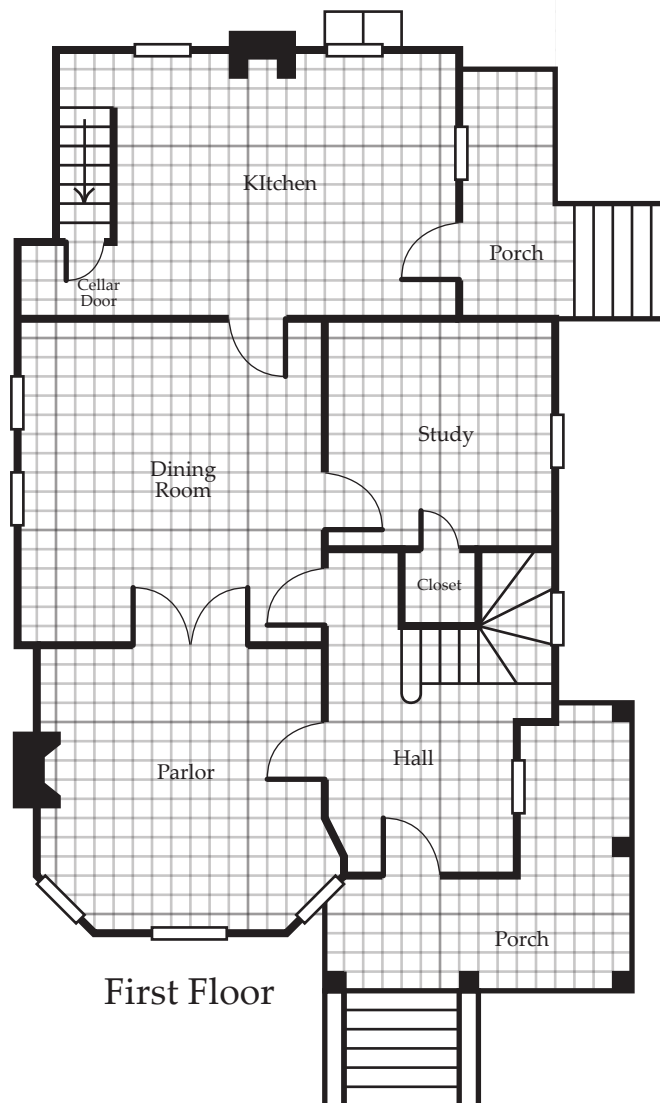 KItchen
Porch
Cellar
Door
Study
Dining
Room
Closet
Hall
Parlor
Porch
First Floor